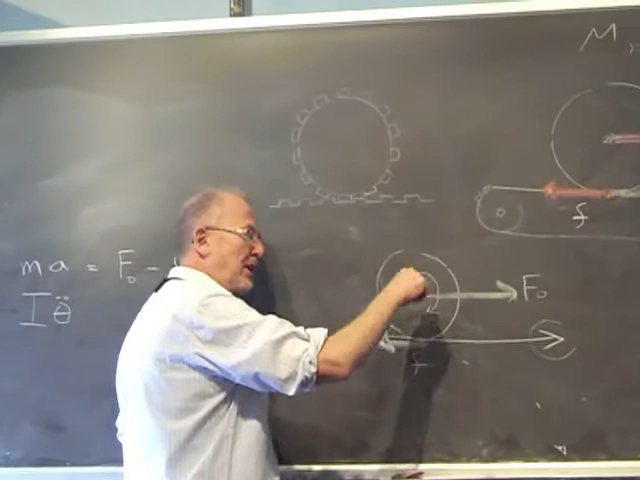 M,
f
ma = F₀ -
F₀
Iθ̈
f